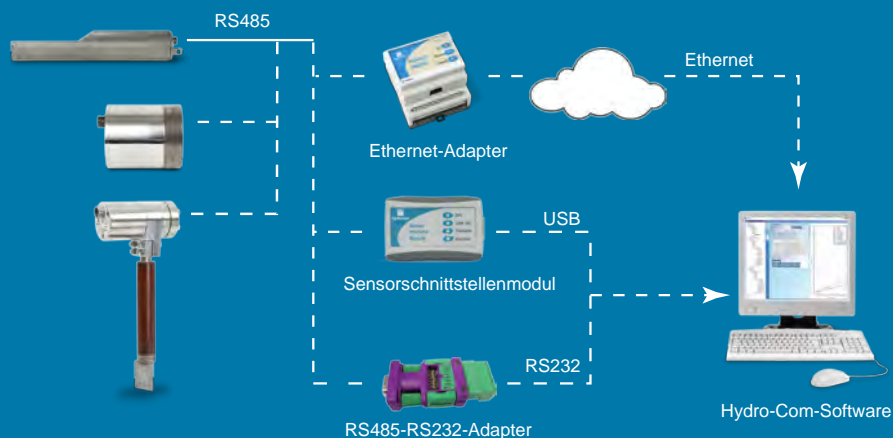 RS485
Ethernet
Ethernet-Adapter
USB
Sensorschnittstellenmodul
RS232
RS485-RS232-Adapter
Hydro-Com-Software